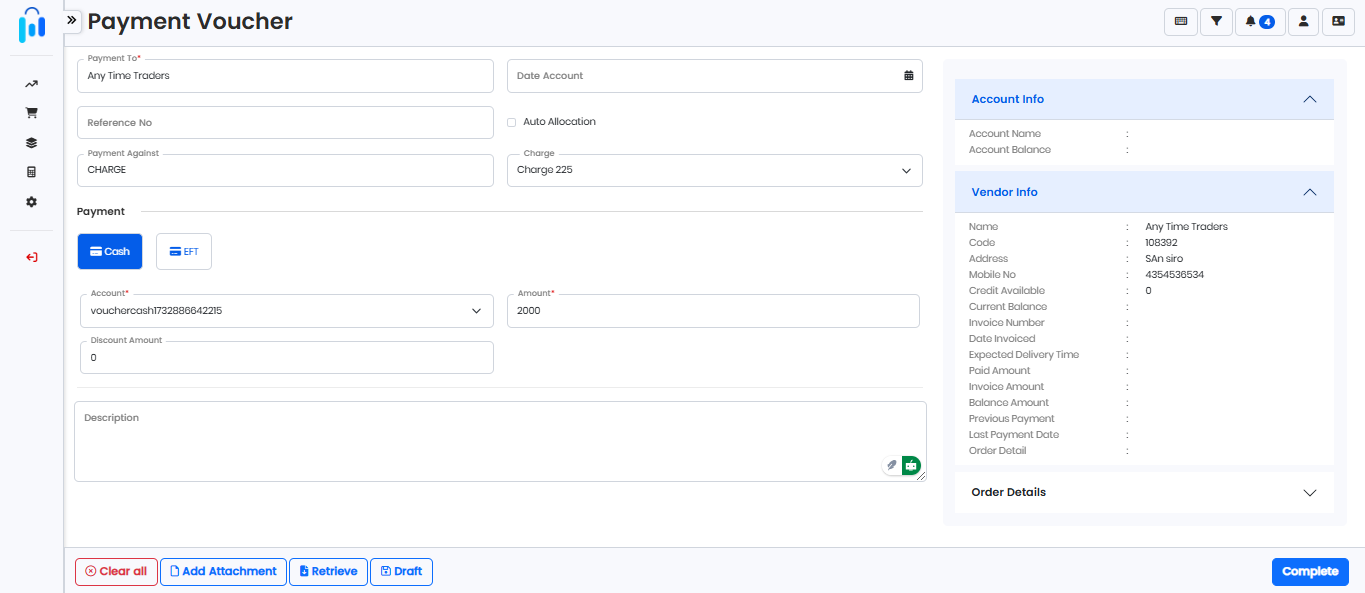 Payment Voucher
4
Payment To*
Any Time Traders
Date Account
Reference No
Auto Allocation
Payment Against
CHARGE
Charge
Charge 225
Payment
Cash
EFT
Account*
vouchercash1732886642215
Amount*
2000
Discount Amount
0
Description
Account Info
Account Name :
Account Balance :
Vendor Info
Name : Any Time Traders
Code : 108392
Address : SAn siro
Mobile No : 4354536534
Credit Available : 0
Current Balance :
Invoice Number :
Date Invoiced :
Expected Delivery Time :
Paid Amount :
Invoice Amount :
Balance Amount :
Previous Payment :
Last Payment Date :
Order Detail :
Order Details
Clear all
Add Attachment
Retrieve
Draft
Complete